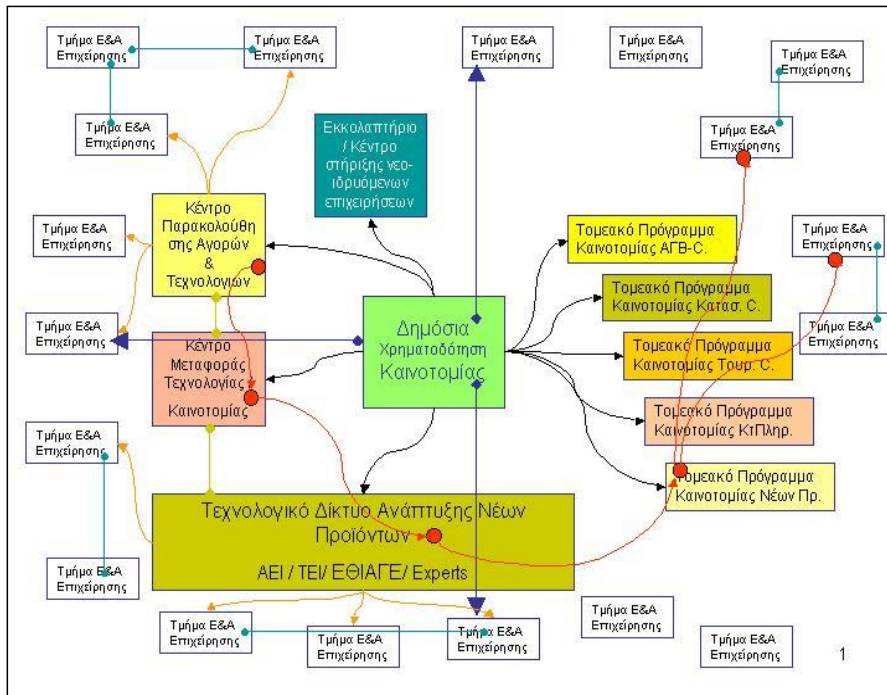 Τμήμα Ε&Α
Επιχείρησης
Τμήμα Ε&Α
Επιχείρησης
Τμήμα Ε&Α
Επιχείρησης
Τμήμα Ε&Α
Επιχείρησης
Τμήμα Ε&Α
Επιχείρησης
Τμήμα Ε&Α
Επιχείρησης
Τμήμα Ε&Α
Επιχείρησης
Εκκολαπτήριο
/ Κέντρο
στήριξης νεο-
ιδρυόμενων
επιχειρήσεων
Κέντρο
Παρακολούθη
σης Αγορών
&
Τεχνολογιών
Τμήμα Ε&Α
Επιχείρησης
Τομεακό Πρόγραμμα
Καινοτομίας ΑΓΒ-C.
Τμήμα Ε&Α
Επιχείρησης
Τομεακό Πρόγραμμα
Καινοτομίας Κατασ. C.
Τμήμα Ε&Α
Επιχείρησης
Κέντρο
Μεταφοράς
Τεχνολογίας
Καινοτομίας
Δημόσια
Χρηματοδότηση
Καινοτομίας
Τομεακό Πρόγραμμα
Καινοτομίας Τουρ. C.
Τμήμα Ε&Α
Επιχείρησης
Τομεακό Πρόγραμμα
Καινοτομίας ΚτΠληρ.
Τμήμα Ε&Α
Επιχείρησης
Τομεακό Πρόγραμμα
Καινοτομίας Νέων Πρ.
Τεχνολογικό Δίκτυο Ανάπτυξης Νέων
Προϊόντων
ΑΕΙ / ΤΕΙ/ ΕΘΙΑΓΕ/ Experts
Τμήμα Ε&Α
Επιχείρησης
Τμήμα Ε&Α
Επιχείρησης
Τμήμα Ε&Α
Επιχείρησης
Τμήμα Ε&Α
Επιχείρησης
Τμήμα Ε&Α
Επιχείρησης
Τμήμα Ε&Α
Επιχείρησης
1